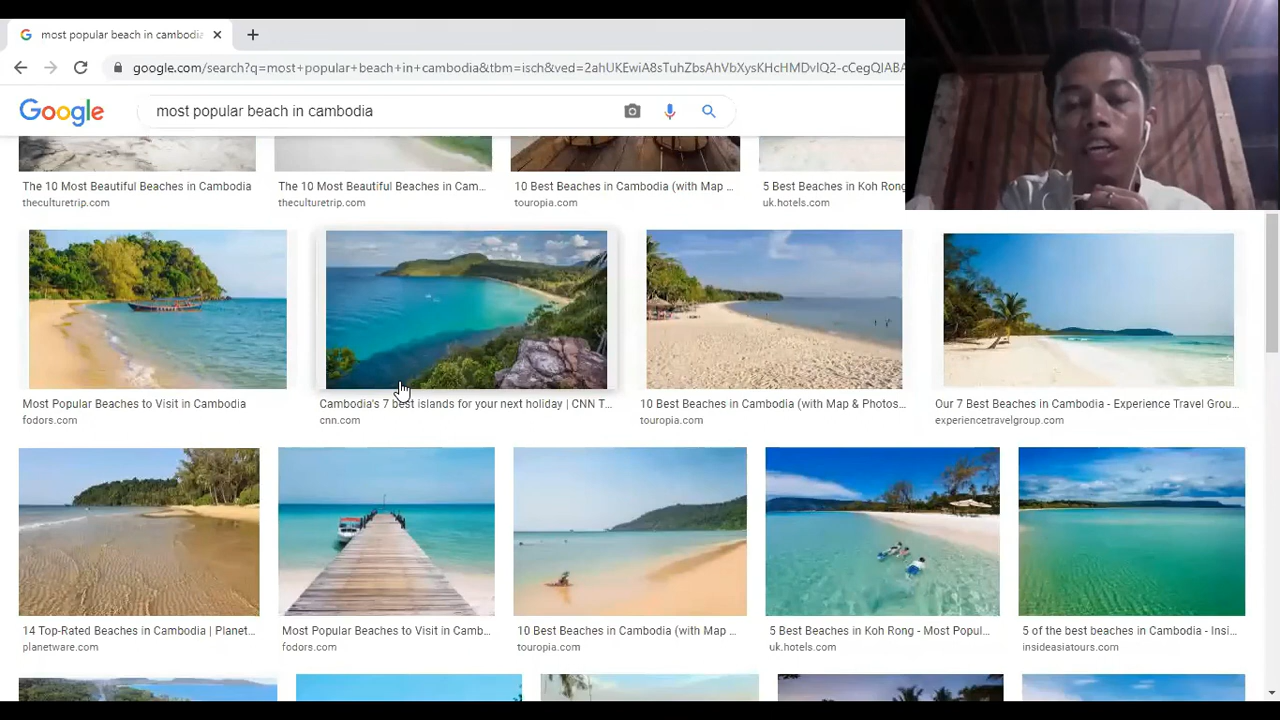 most popular beach in cambodia
google.com/search?q=most+popular+beach+in+cambodia&tbm=isch&ved=2ahUKEwiA8sTuhZbsAhVbXysKHcHMDvIQ2-cCegQIABA
Google
most popular beach in cambodia
The 10 Most Beautiful Beaches in Cambodia
theculturetrip.com
The 10 Most Beautiful Beaches in Cam...
theculturetrip.com
10 Best Beaches in Cambodia (with Map ...
touropia.com
5 Best Beaches in Koh Rong
uk.hotels.com
Most Popular Beaches to Visit in Cambodia
fodors.com
Cambodia's 7 best islands for your next holiday | CNN T...
cnn.com
10 Best Beaches in Cambodia (with Map & Photos...
touropia.com
Our 7 Best Beaches in Cambodia - Experience Travel Grou...
experiencetravelgroup.com
14 Top-Rated Beaches in Cambodia | Planet...
planetware.com
Most Popular Beaches to Visit in Camb...
fodors.com
10 Best Beaches in Cambodia (with Map ...
touropia.com
5 Best Beaches in Koh Rong - Most Popul...
uk.hotels.com
5 of the best beaches in Cambodia - Insi...
insideasiatours.com